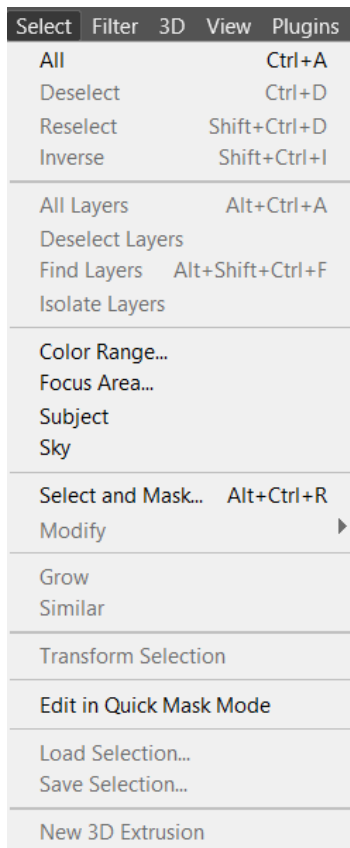 Select Filter 3D View Plugins
All Ctrl+A
Deselect Ctrl+D
Reselect Shift+Ctrl+D
Inverse Shift+Ctrl+I
All Layers Alt+Ctrl+A
Deselect Layers
Find Layers Alt+Shift+Ctrl+F
Isolate Layers
Color Range...
Focus Area...
Subject
Sky
Select and Mask... Alt+Ctrl+R
Modify
Grow
Similar
Transform Selection
Edit in Quick Mask Mode
Load Selection...
Save Selection...
New 3D Extrusion